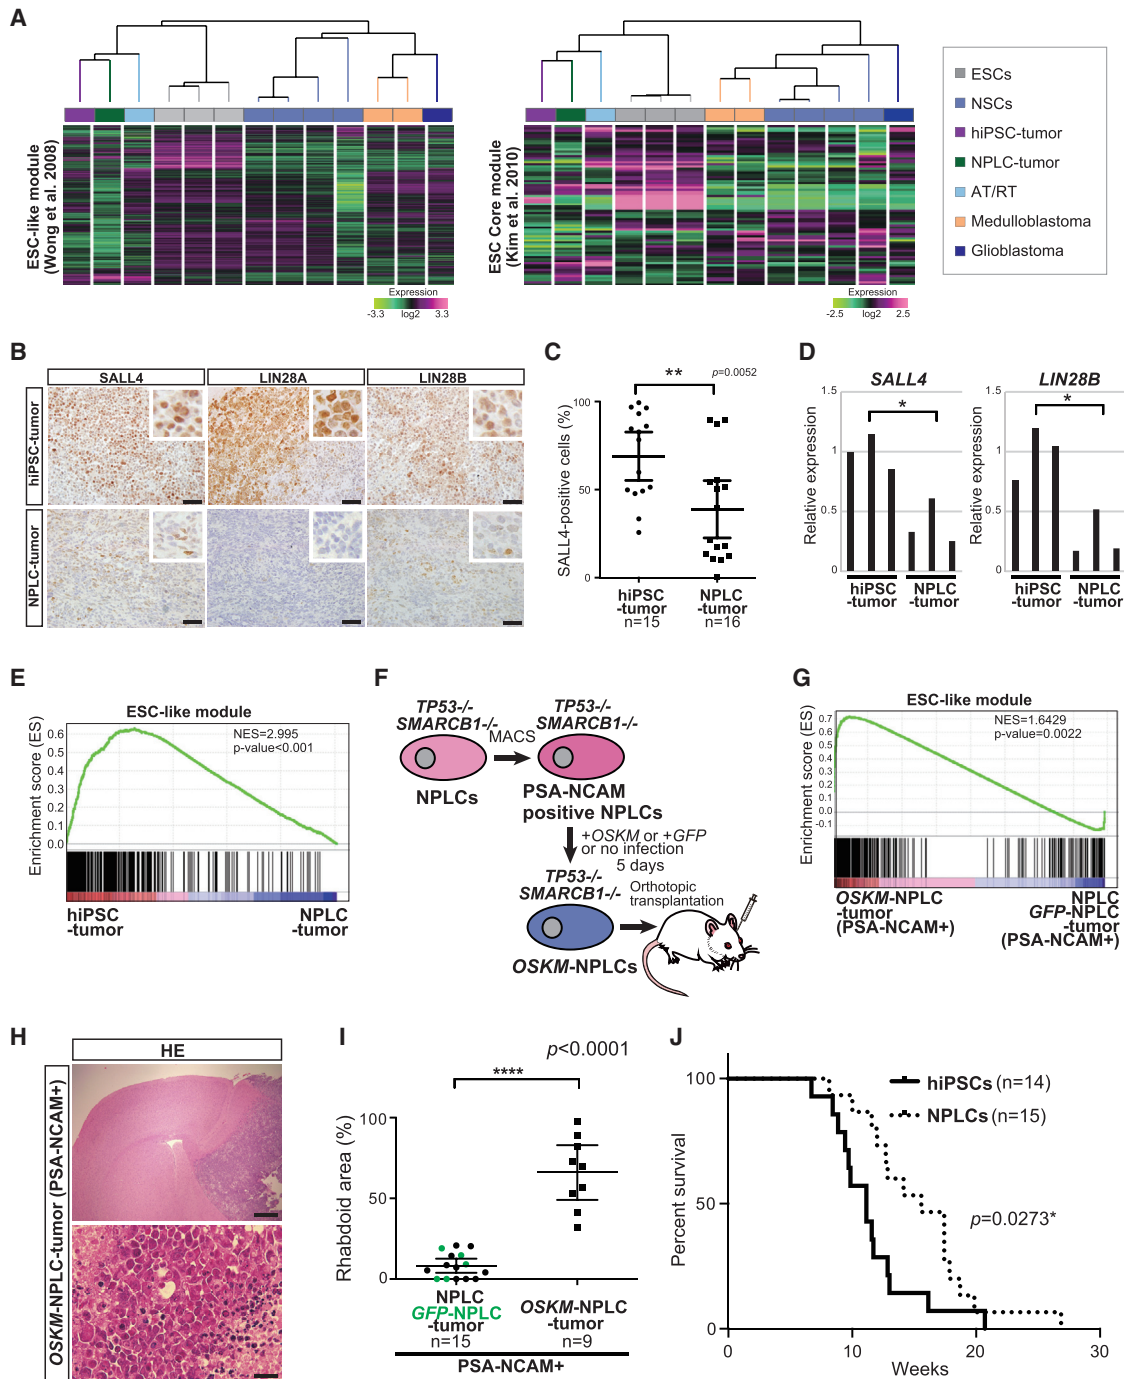 A
ESC-like module
(Wong et al. 2008)
Expression
-3.3 log2 3.3
ESC Core module
(Kim et al. 2010)
Expression
-2.5 log2 2.5
ESCs
NSCs
hiPSC-tumor
NPLC-tumor
AT/RT
Medulloblastoma
Glioblastoma
B
SALL4 LIN28A LIN28B
hiPSC-tumor
NPLC-tumor
C
** p=0.0052
SALL4-positive cells (%)
100
50
0
hiPSC NPLC
-tumor -tumor
n=15 n=16
D
SALL4
Relative expression
1.5
1
0.5
0
*
hiPSC NPLC
-tumor -tumor
LIN28B
Relative expression
1.5
1
0.5
0
*
hiPSC NPLC
-tumor -tumor
E
ESC-like module
NES=2.995
p-value<0.001
Enrichment score (ES)
0.6
0.5
0.4
0.3
0.2
0.1
0.0
hiPSC NPLC
-tumor -tumor
F
TP53-/- TP53-/-
SMARCB1-/- SMARCB1-/-
MACS
NPLCs PSA-NCAM
positive NPLCs
+OSKM or +GFP
or no infection
5 days
TP53-/-
SMARCB1-/-
Orthotopic
transplantation
OSKM-NPLCs
G
ESC-like module
NES=1.6429
p-value=0.0022
Enrichment score (ES)
0.7
0.6
0.5
0.4
0.3
0.2
0.1
0.0
-0.1
OSKM-NPLC
-tumor
(PSA-NCAM+)
NPLC
GFP-NPLC
-tumor
(PSA-NCAM+)
H
HE
OSKM-NPLC-tumor (PSA-NCAM+)
I
p<0.0001
****
Rhabdoid area (%)
100
50
0
NPLC
GFP-NPLC
-tumor
n=15
OSKM-NPLC
-tumor
n=9
PSA-NCAM+
J
hiPSCs (n=14)
NPLCs (n=15)
p=0.0273*
Percent survival
100
50
0
0 10 20 30
Weeks